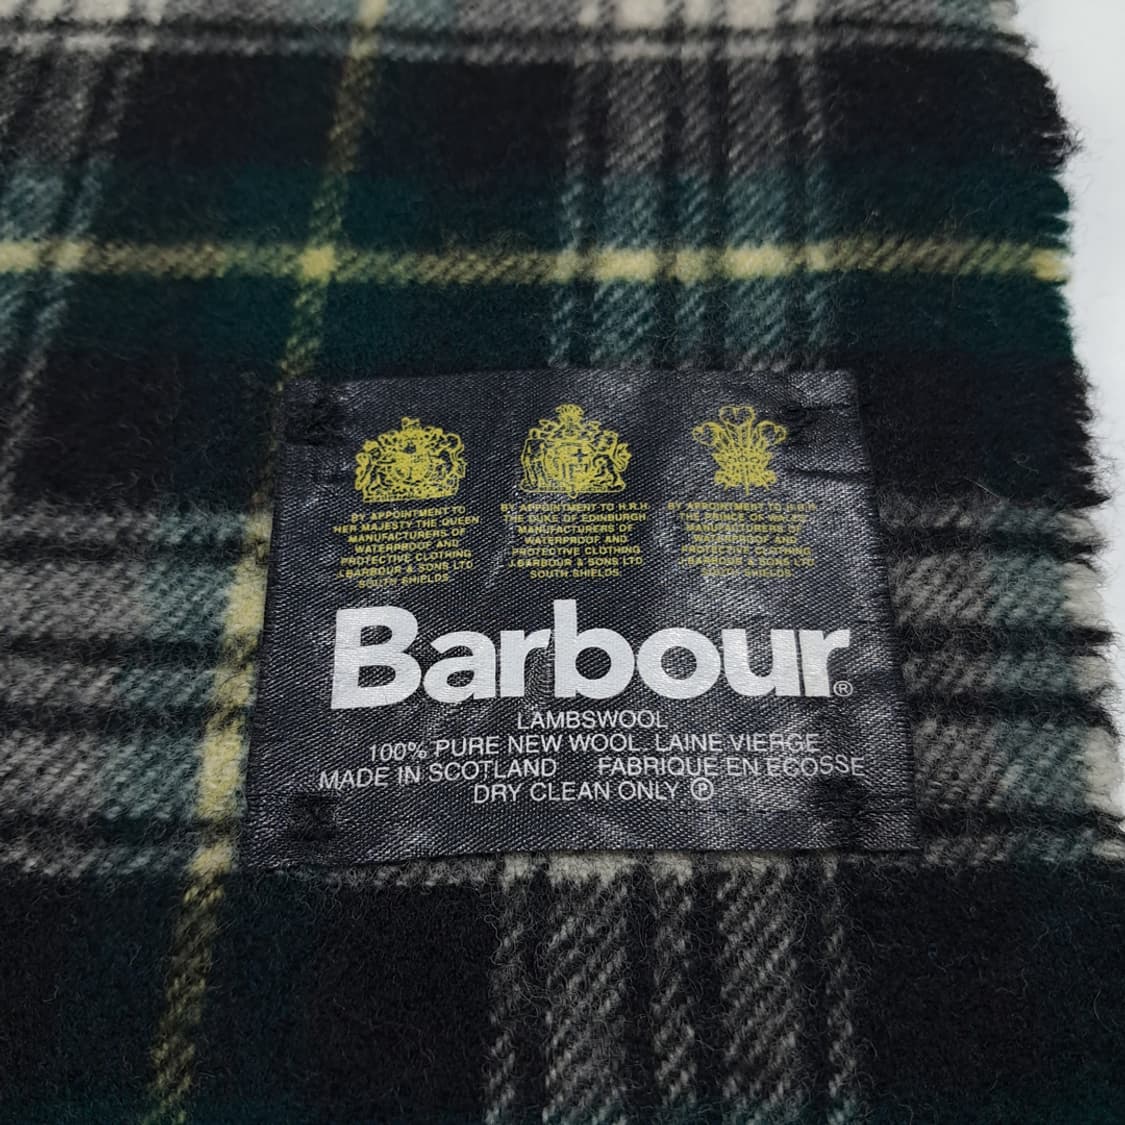 BY APPOINTMENT TO
HER MAJESTY THE QUEEN
MANUFACTURERS OF
WATERPROOF AND
PROTECTIVE CLOTHING
J.BARBOUR & SONS LTD.
SOUTH SHIELDS.
BY APPOINTMENT TO H.R.H.
THE DUKE OF EDINBURGH
MANUFACTURERS OF
WATERPROOF AND
PROTECTIVE CLOTHING
J.BARBOUR & SONS LTD.
SOUTH SHIELDS.
BY APPOINTMENT TO H.R.H.
THE PRINCE OF WALES
MANUFACTURERS OF
WATERPROOF AND
PROTECTIVE CLOTHING
J.BARBOUR & SONS LTD.
SOUTH SHIELDS.
Barbour®
LAMBSWOOL
100% PURE NEW WOOL. LAINE VIERGE
MADE IN SCOTLAND FABRIQUE EN ECOSSE
DRY CLEAN ONLY Ⓟ